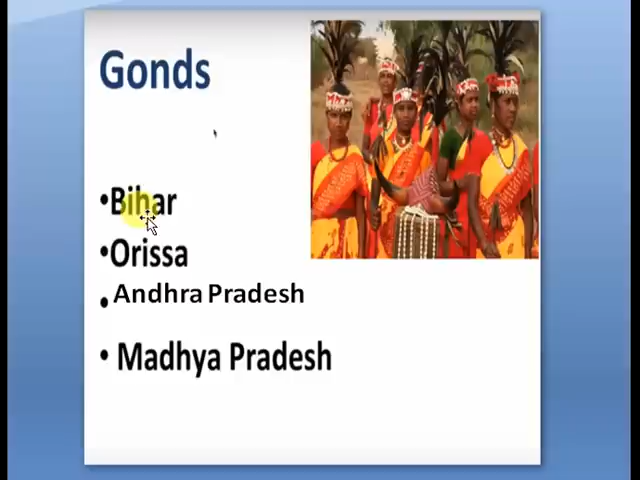 Gonds
•Bihar
•Orissa
• Andhra Pradesh
• Madhya Pradesh